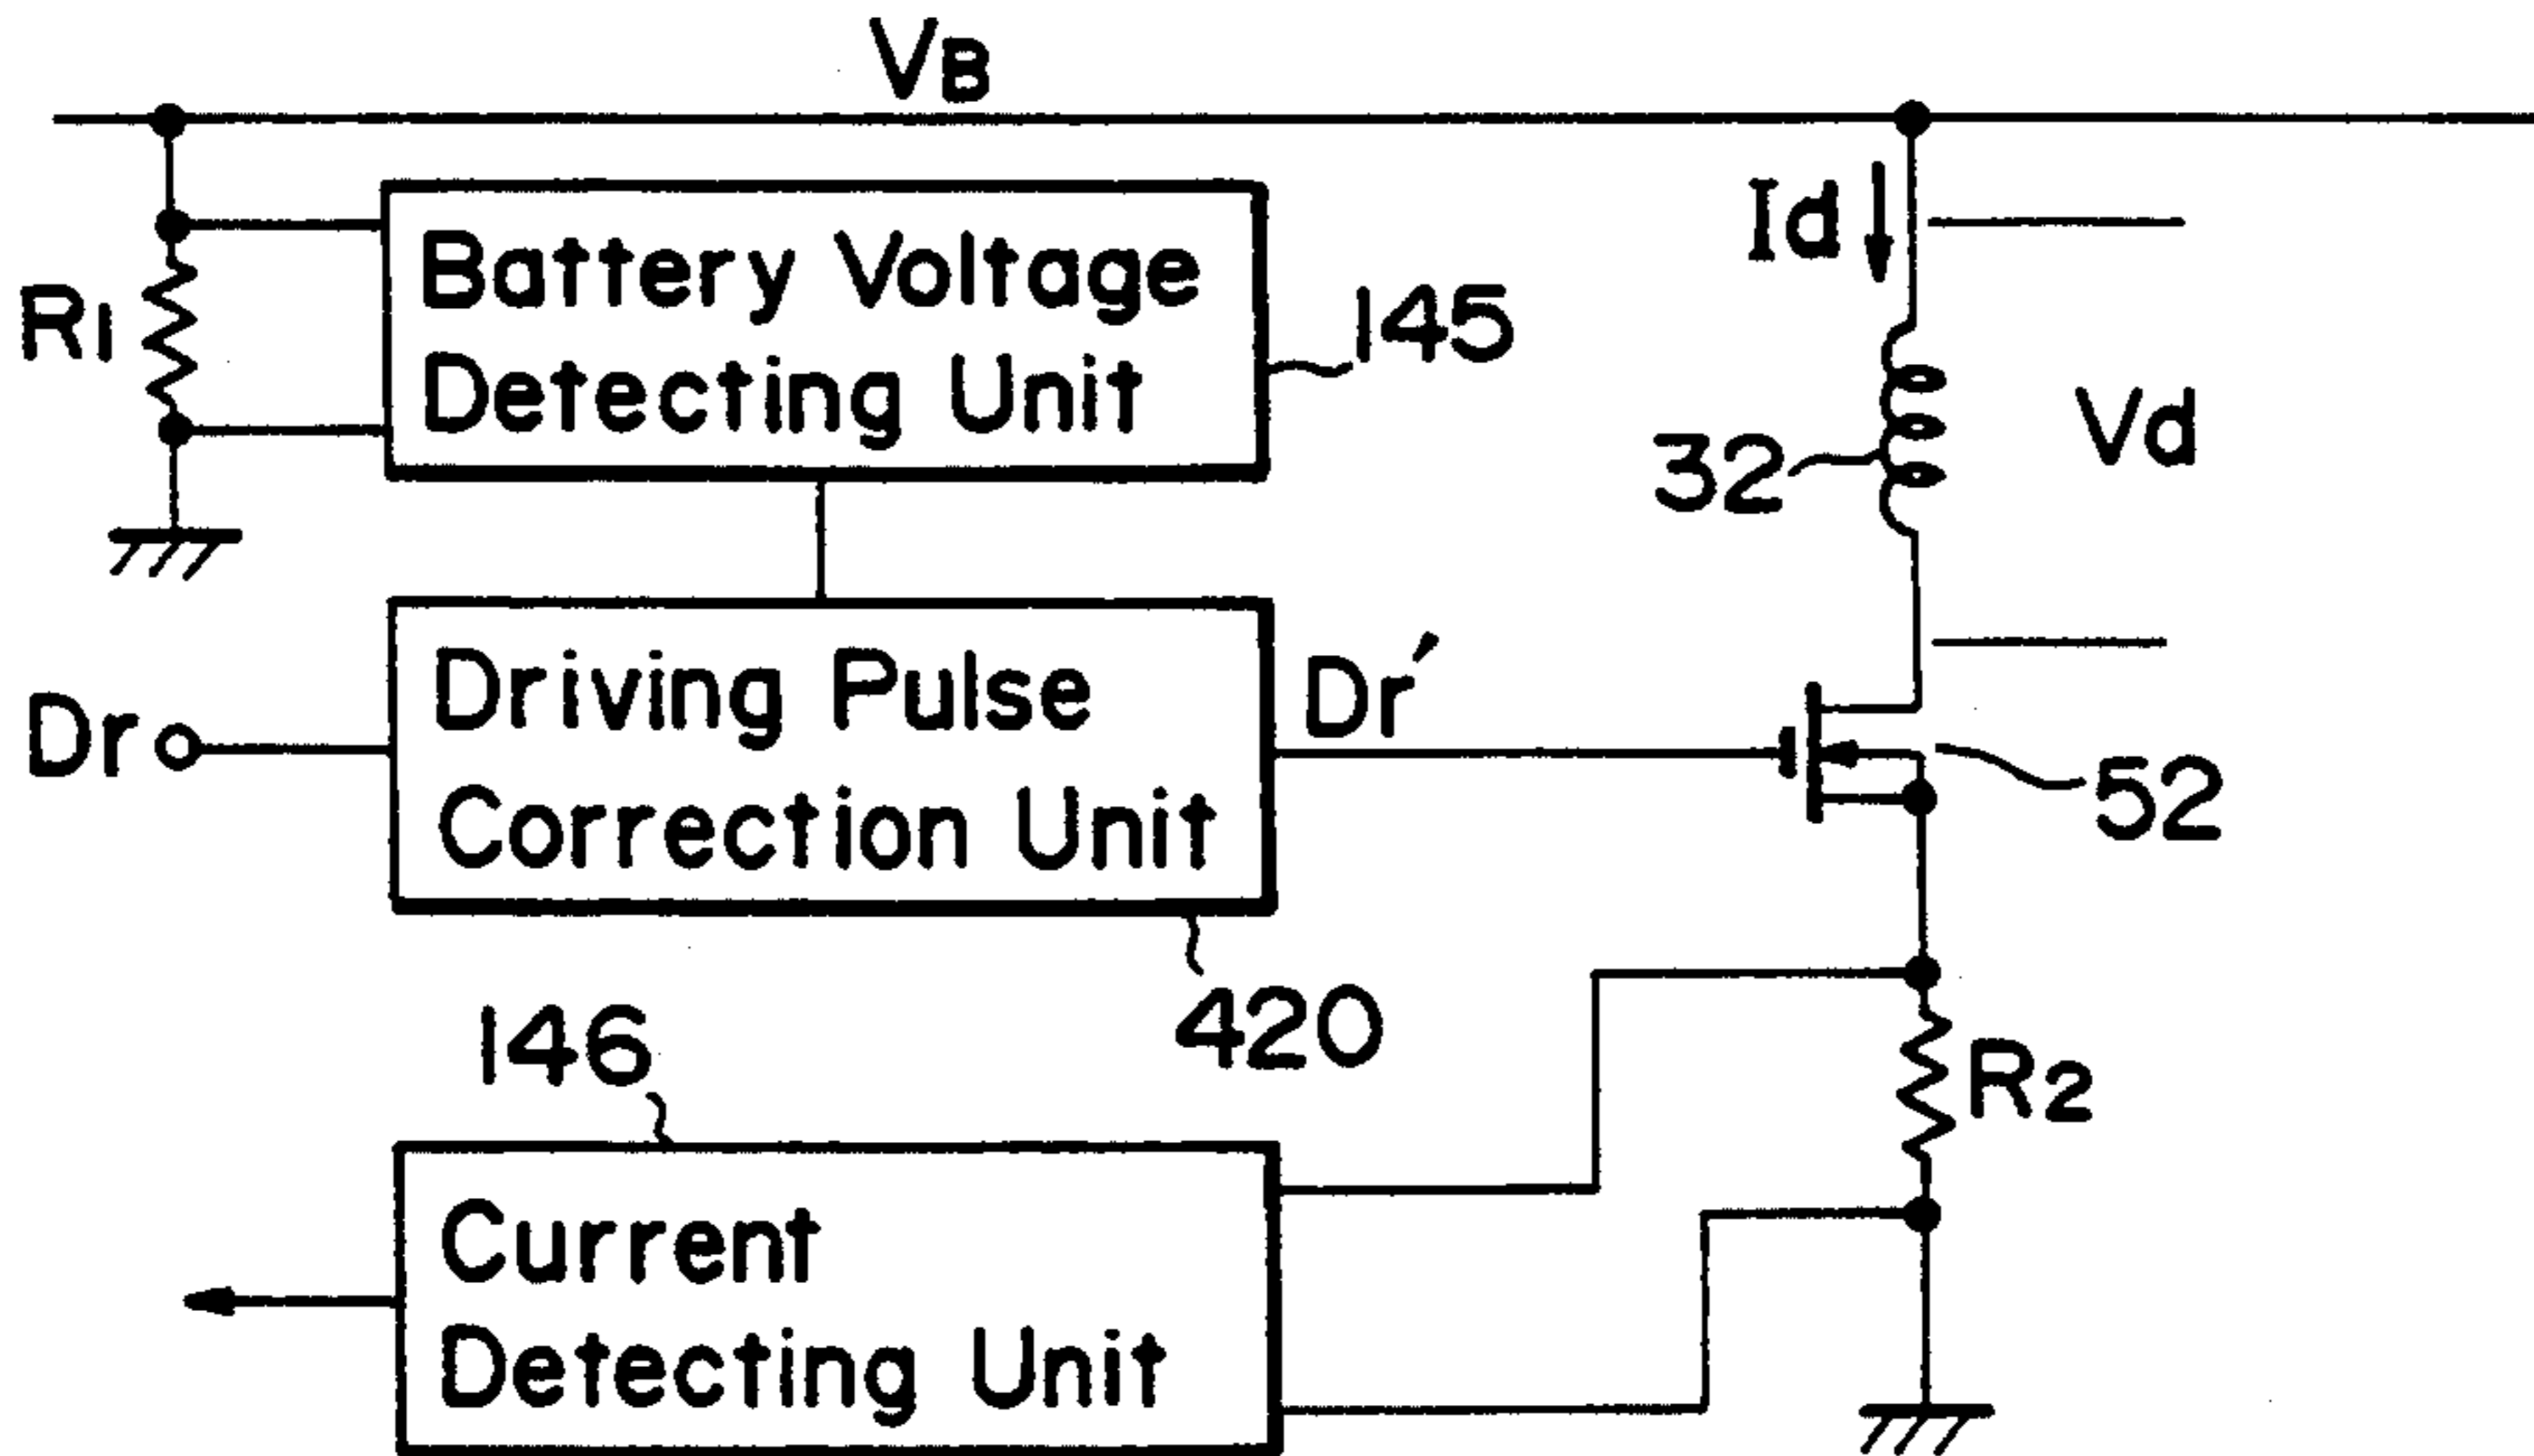 VB
Battery Voltage
Detecting Unit
R1
145
Id
32
Vd
Driving Pulse
Correction Unit
Dr
Dr'
52
420
146
R2
Current
Detecting Unit